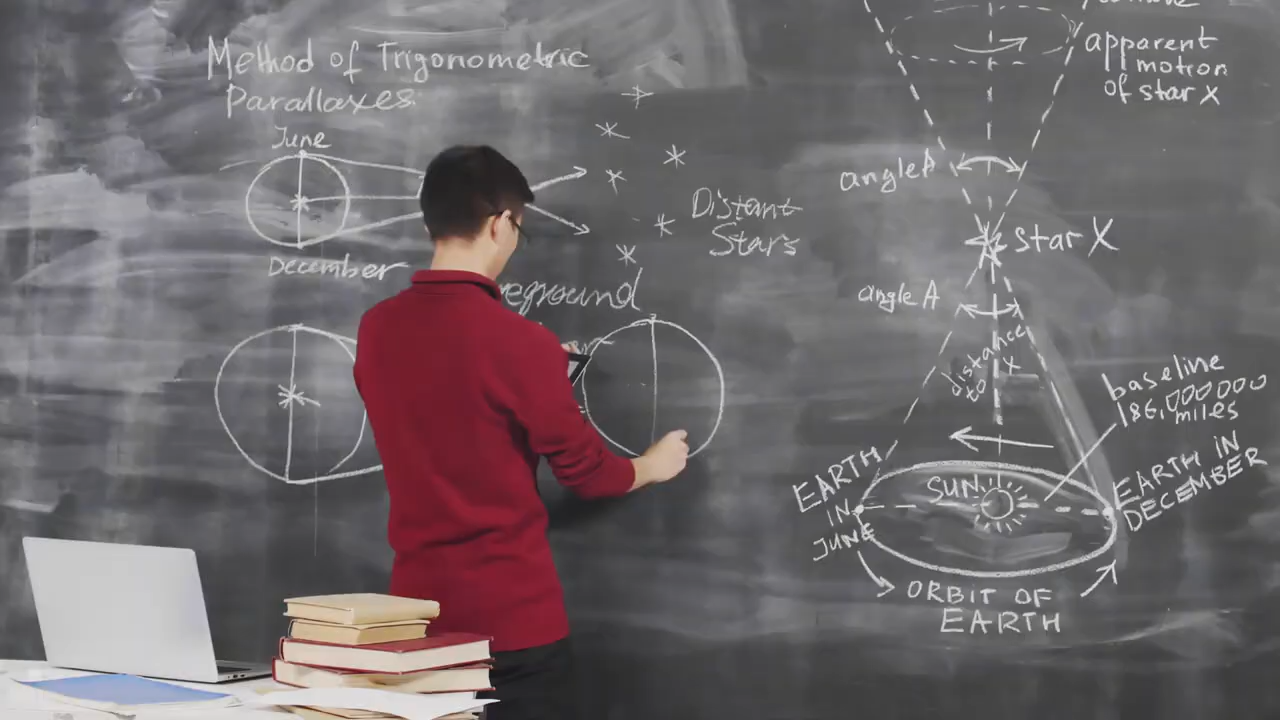 Method of Trigonometric
Parallaxes:
June
December
Distant
Stars
apparent
motion
of star X
angle A
star X
angle A
distance
to X
baseline
186,000,000
miles
EARTH
IN
JUNE
SUN
EARTH IN
DECEMBER
ORBIT OF
EARTH